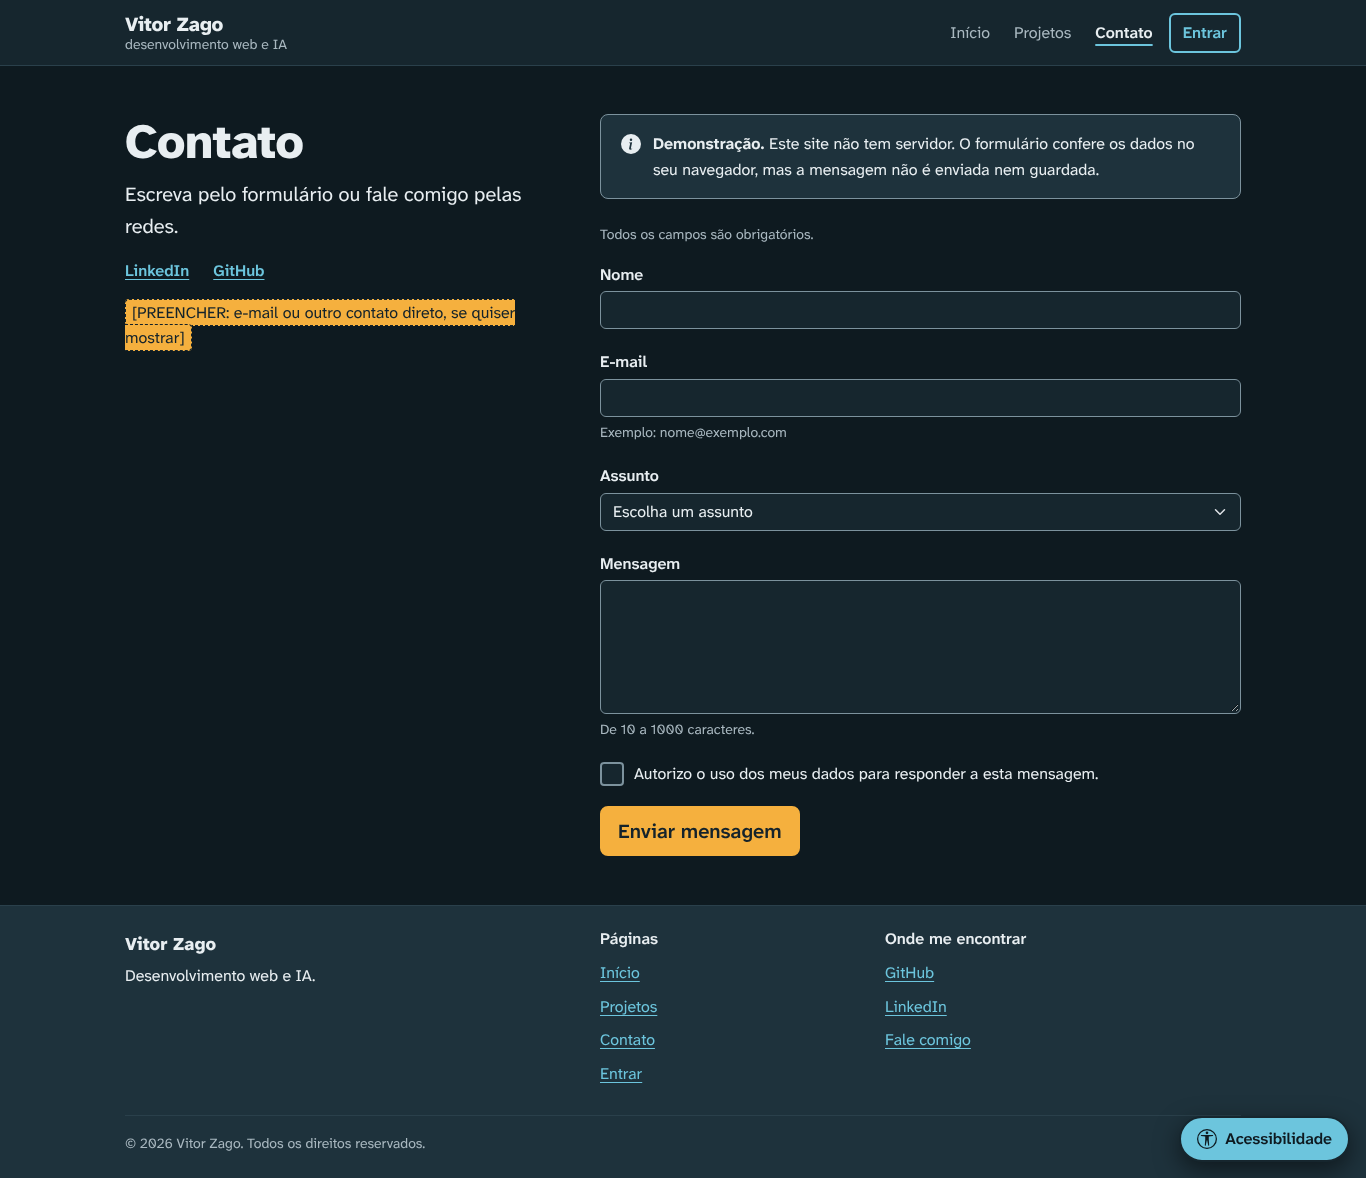 Vitor Zago
desenvolvimento web e IA
Início
Projetos
Contato
Entrar
Contato
Escreva pelo formulário ou fale comigo pelas
redes.
LinkedIn
GitHub
[PREENCHER: e-mail ou outro contato direto, se quiser
mostrar]
Demonstração. Este site não tem servidor. O formulário confere os dados no
seu navegador, mas a mensagem não é enviada nem guardada.
Todos os campos são obrigatórios.
Nome
E-mail
Exemplo: nome@exemplo.com
Assunto
Escolha um assunto
Mensagem
De 10 a 1000 caracteres.
Autorizo o uso dos meus dados para responder a esta mensagem.
Enviar mensagem
Vitor Zago
Desenvolvimento web e IA.
Páginas
Início
Projetos
Contato
Entrar
Onde me encontrar
GitHub
LinkedIn
Fale comigo
© 2026 Vitor Zago. Todos os direitos reservados.
Acessibilidade